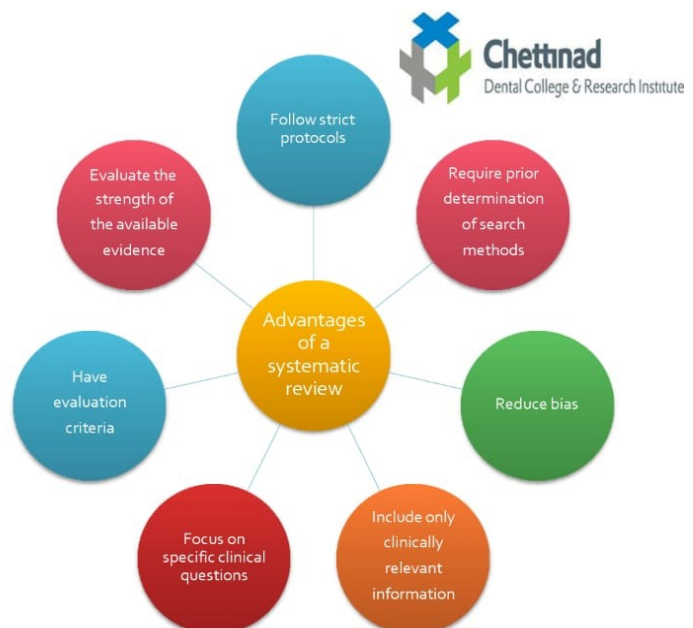 Chettinad
Dental College & Research Institute
Follow strict
protocols
Require prior
determination
of search
methods
Reduce bias
Include only
clinically
relevant
information
Focus on
specific clinical
questions
Have
evaluation
criteria
Evaluate the
strength of
the available
evidence
Advantages
of a
systematic
review